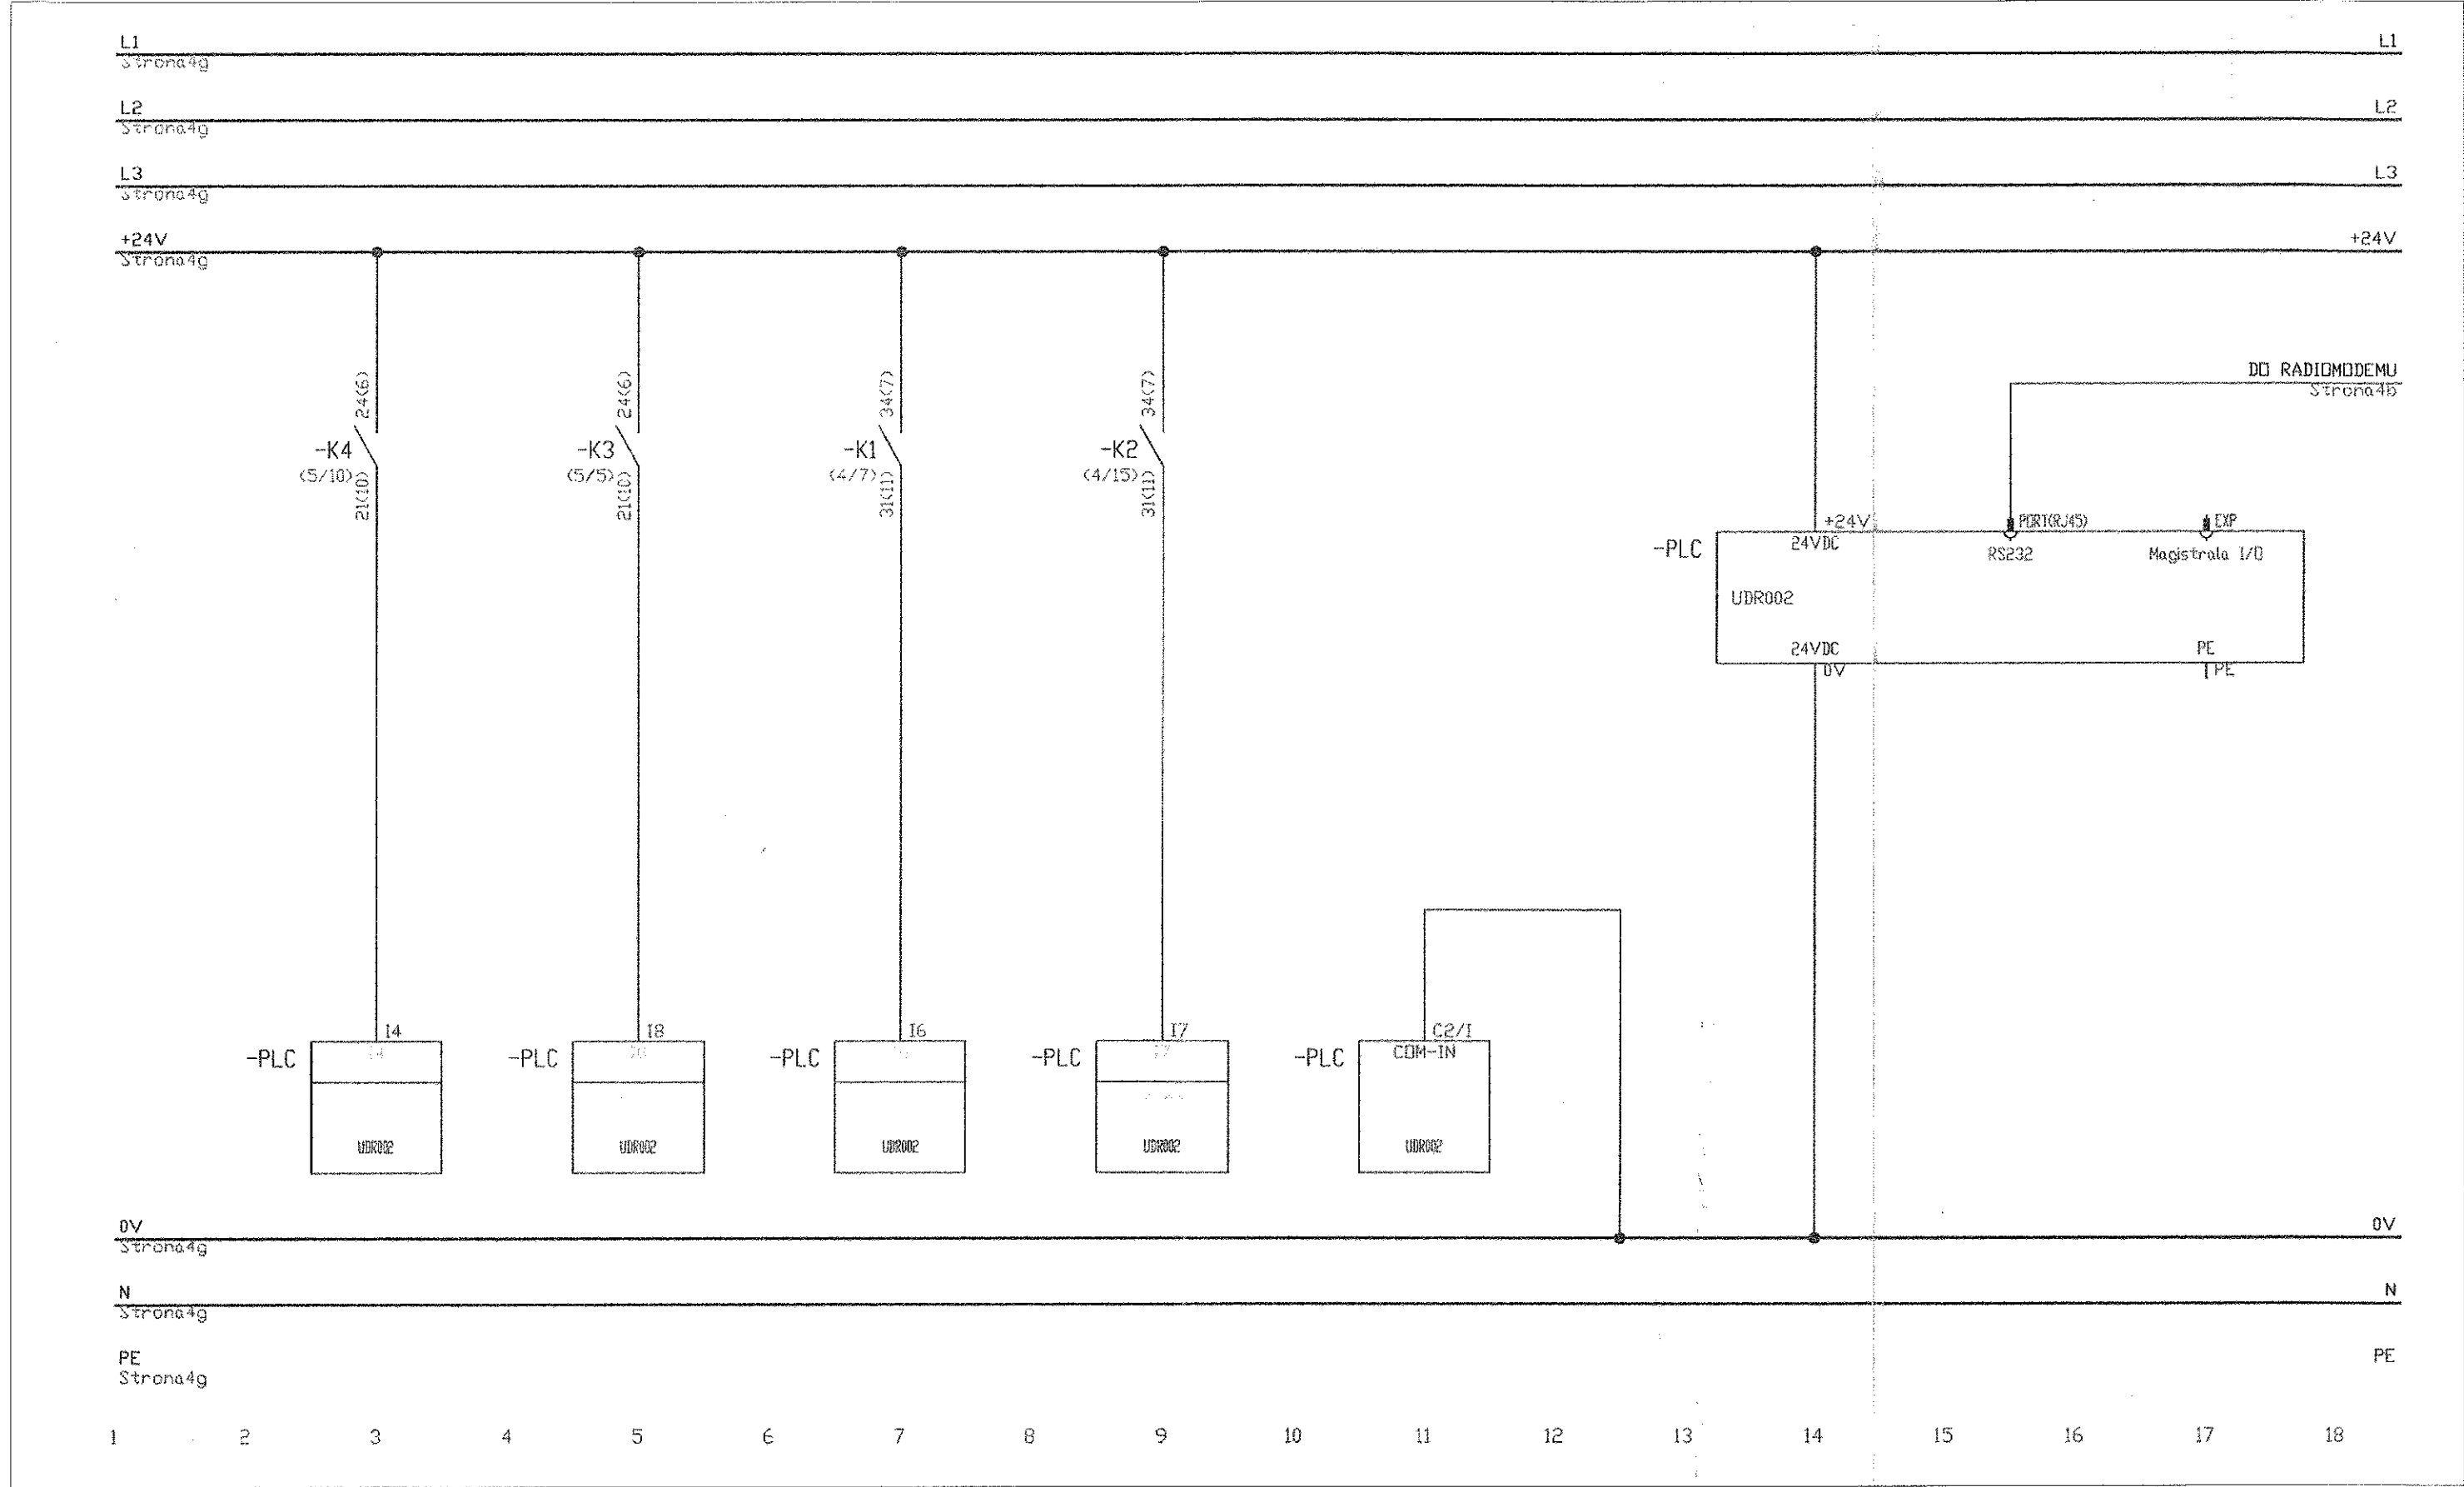 L1
Strona4g
L1
L2
Strona4g
L2
L3
Strona4g
L3
+24V
Strona4g
+24V
24(6)
24(6)
34(7)
34(7)
DO RADIOMODEMU
Strona4b
-K4
(5/10)
21(10)
-K3
(5/5)
21(10)
-K1
(4/7)
31(11)
-K2
(4/15)
31(11)
+24V
PORT(RJ45)
EXP
-PLC
24VDC
RS232
Magistrala I/O
UDR002
24VDC
PE
0V
PE
I4
I8
I6
I7
C2/I
-PLC
-PLC
-PLC
-PLC
-PLC
COM-IN
UDR002
UDR002
UDR002
UDR002
UDR002
0V
Strona4g
0V
N
Strona4g
N
PE
Strona4g
PE
1 2 3 4 5 6 7 8 9 10 11 12 13 14 15 16 17 18